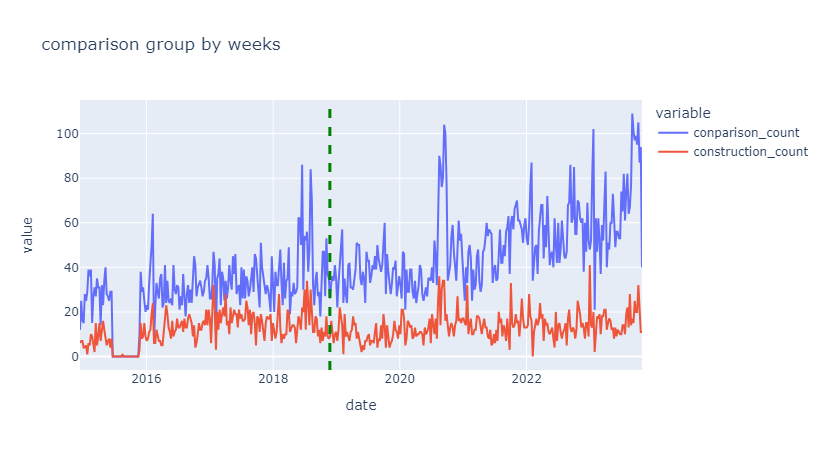 comparison group by weeks
variable
conparison_count
construction_count
value
100
80
60
40
20
0
2016
2018
2020
2022
date